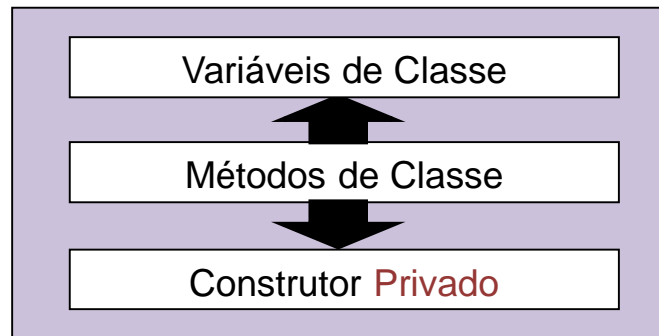 Variáveis de Classe
Métodos de Classe
Construtor Privado